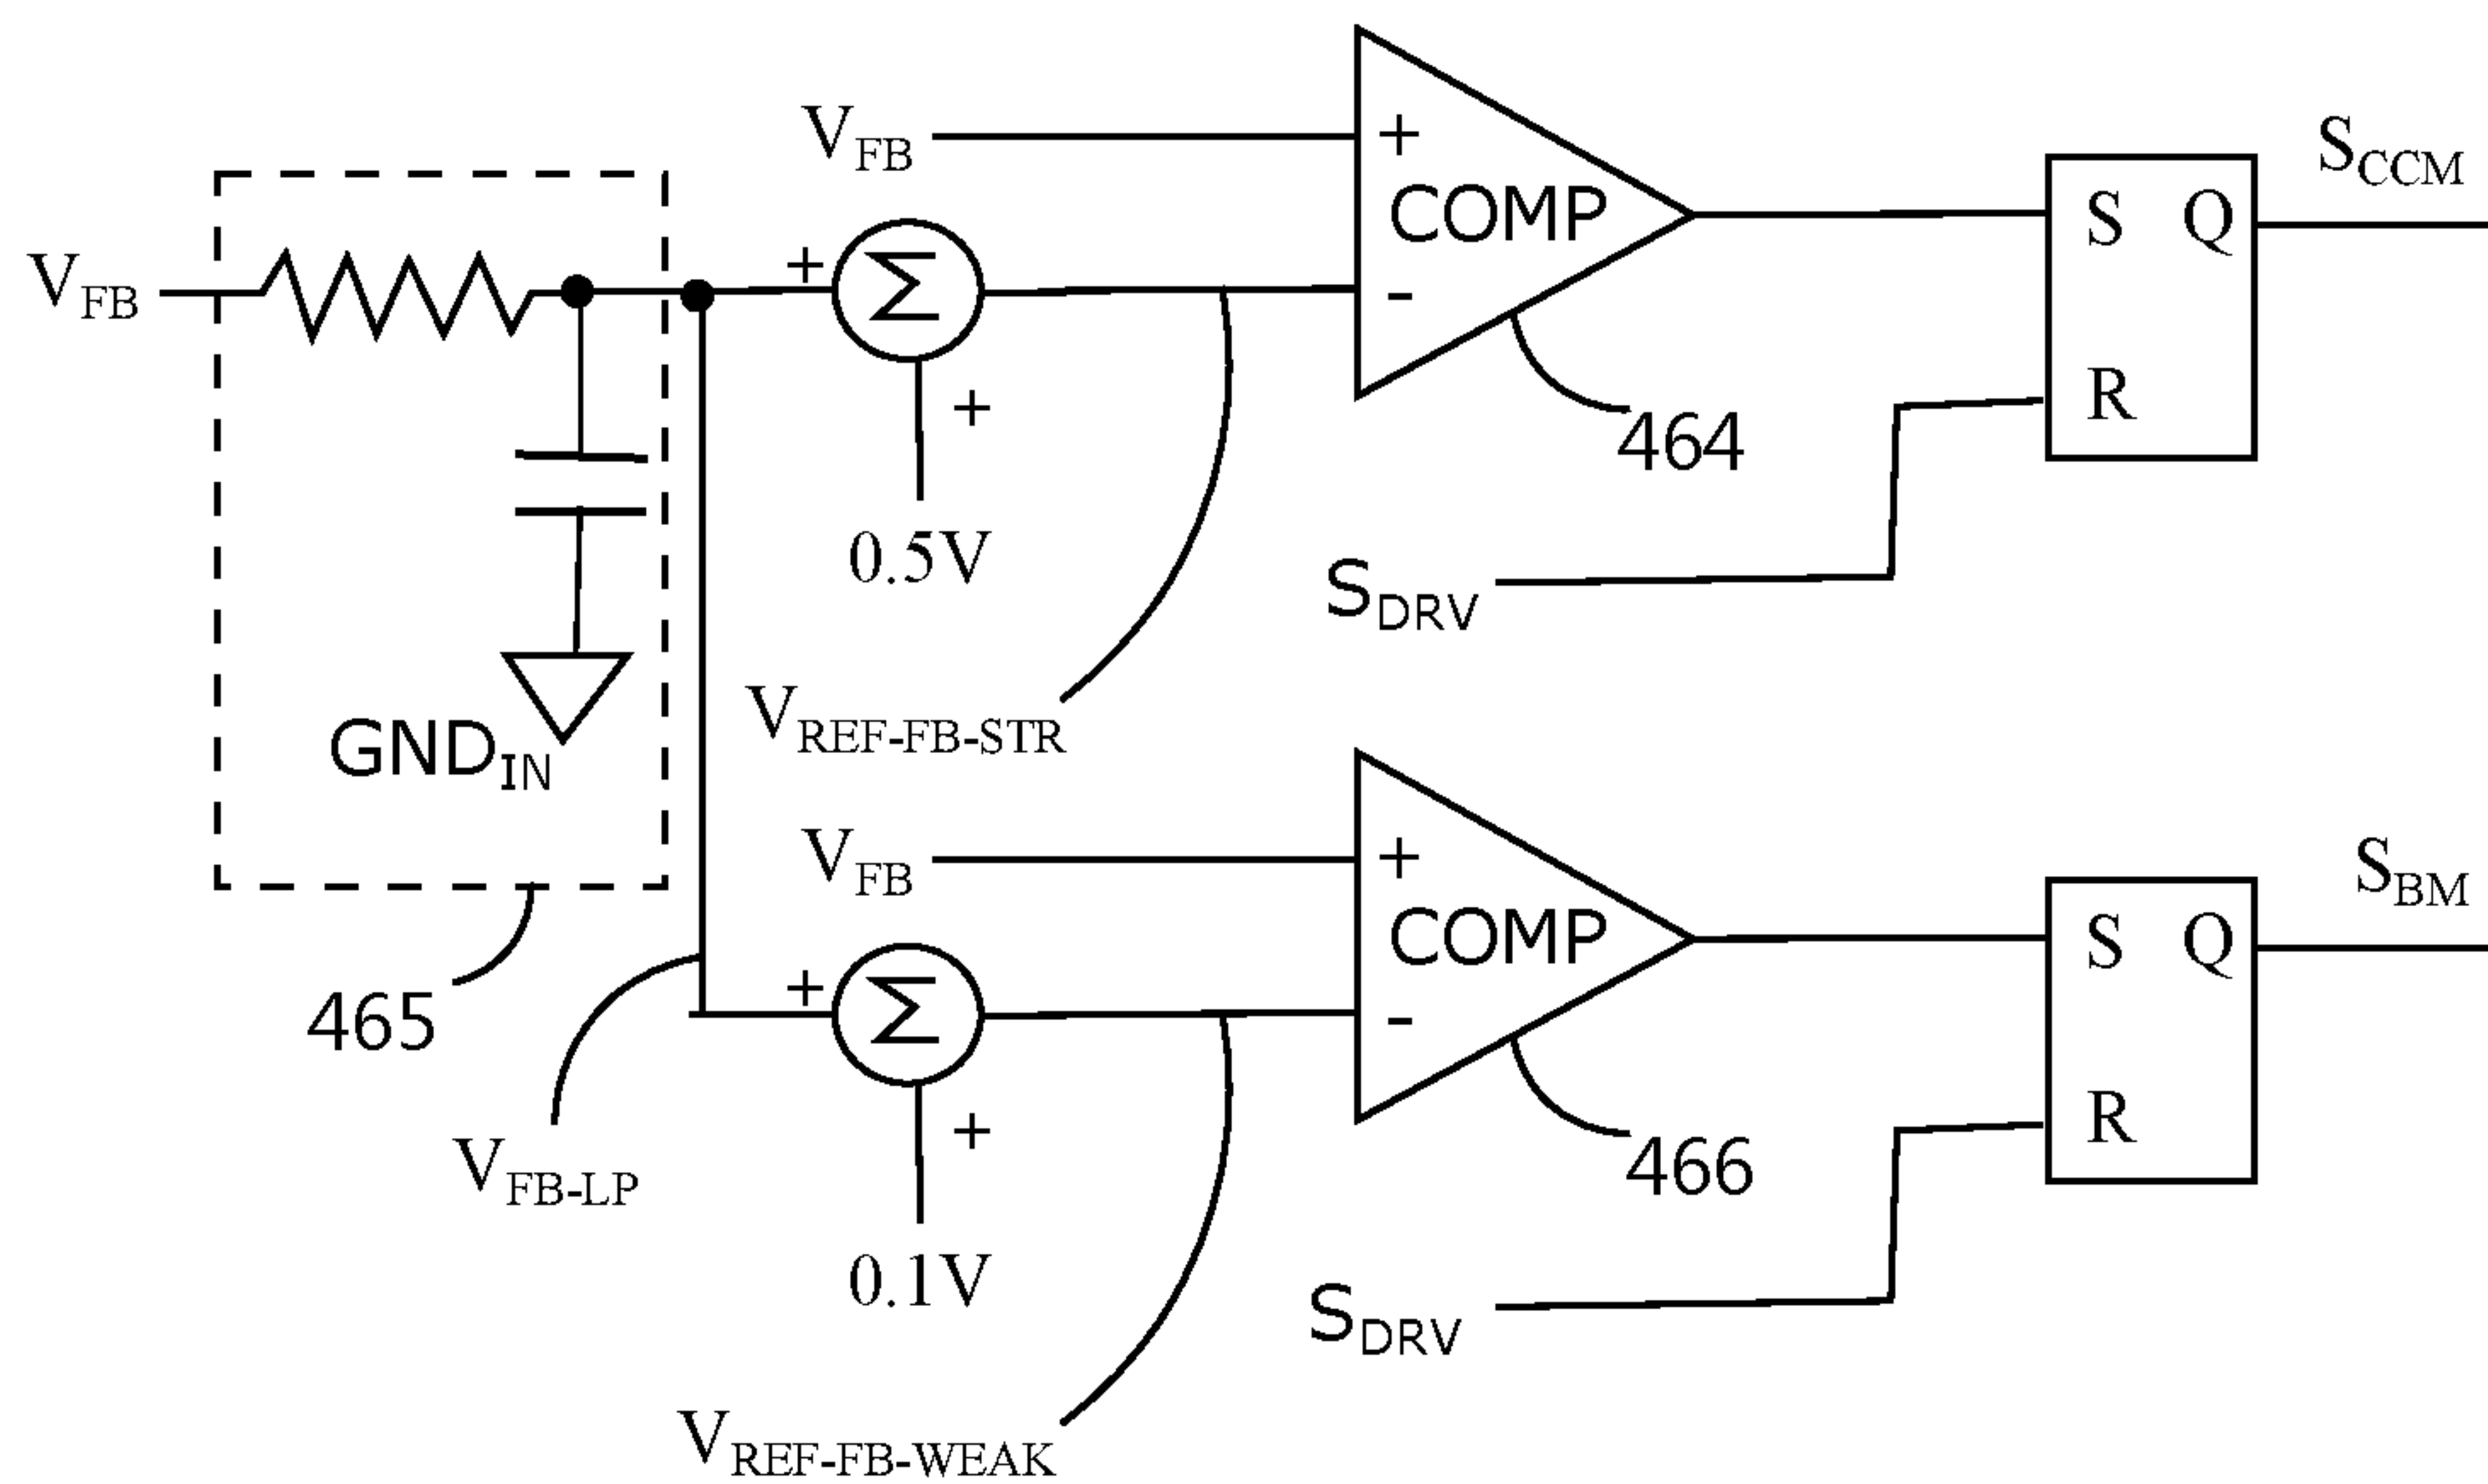 V_FB
V_FB
+
Σ
+
0.5V
V_REF-FB-STR
GND_IN
465
V_FB-LP
+
COMP
-
464
S_DRV
S Q
R
S_CCM
V_FB
+
Σ
+
0.1V
V_REF-FB-WEAK
+
COMP
-
466
S_DRV
S Q
R
S_BM